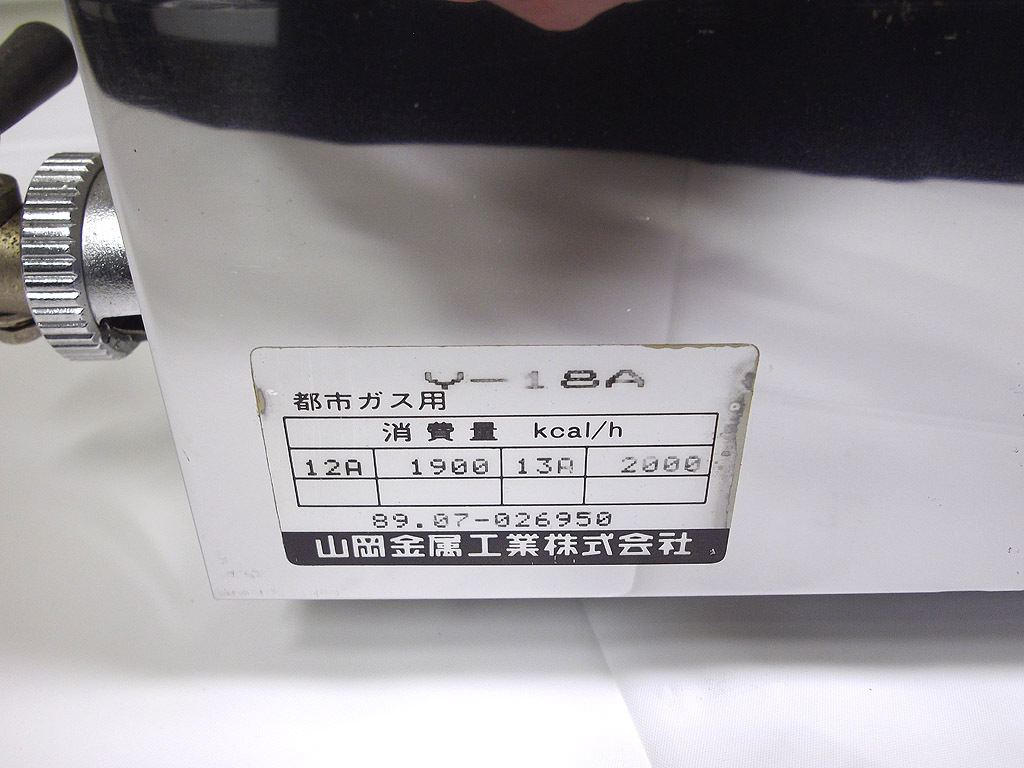 Y-18A
都市ガス用
消費量 kcal/h
12A 1900 13A 2000
89.07-026950
山岡金属工業株式会社